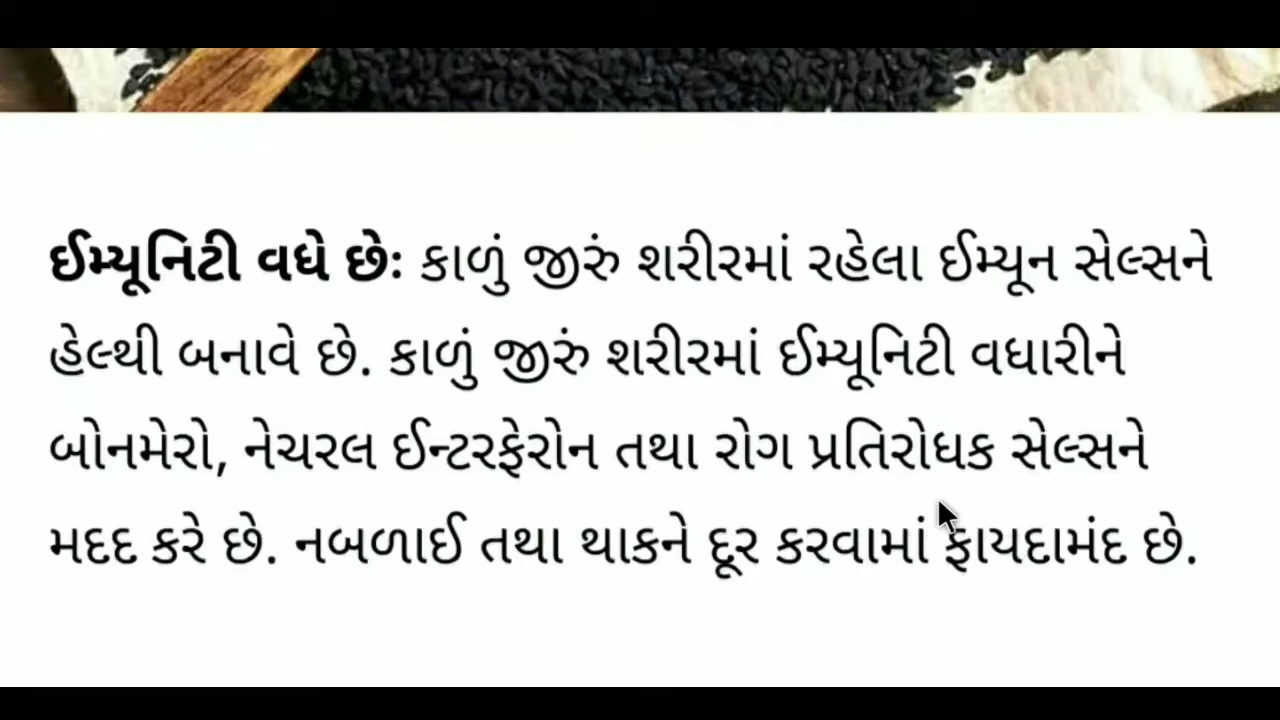 ઈમ્યૂનિટી વધે છેઃ કાળું જીરું શરીરમાં રહેલા ઈમ્યૂન સેલ્સને
હેલ્થી બનાવે છે. કાળું જીરું શરીરમાં ઈમ્યૂનિટી વધારીને
બોનમેરો, નેચરલ ઈન્ટરફેરોન તથા રોગ પ્રતિરોધક સેલ્સને
મદદ કરે છે. નબળાઈ તથા થાકને દૂર કરવામાં ફાયદામંદ છે.